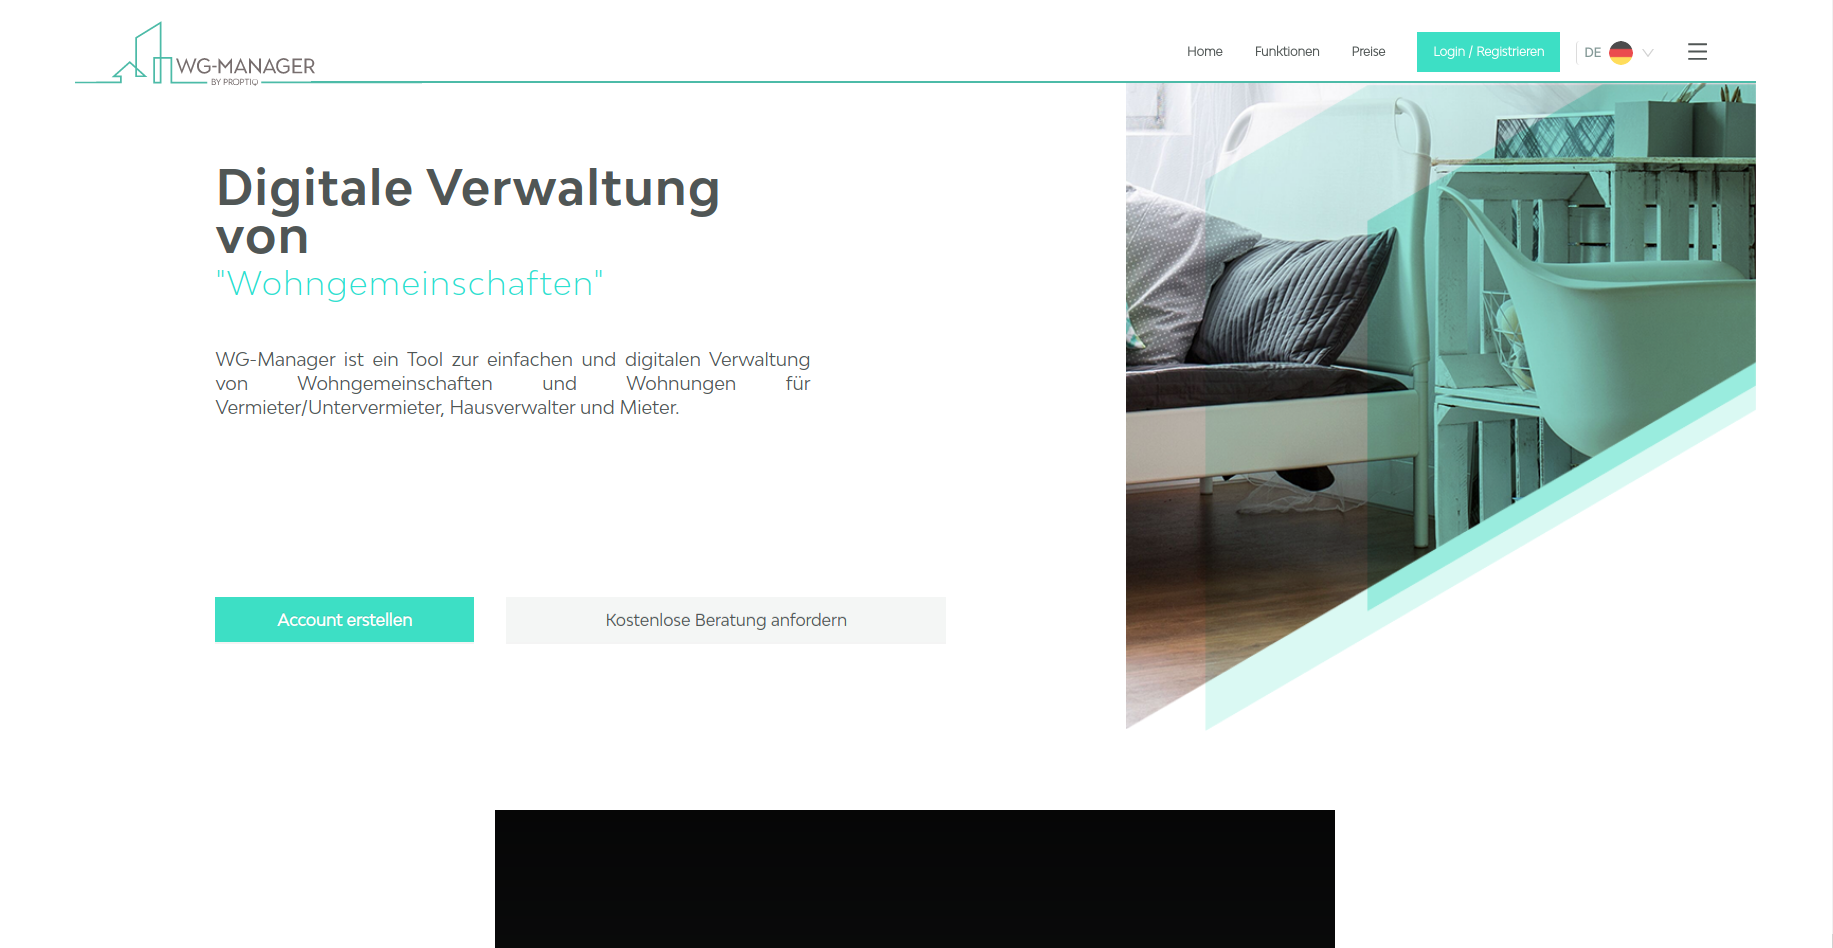 WG-MANAGER
BY PROPTIQ
Home
Funktionen
Preise
Login / Registrieren
DE
Digitale Verwaltung
von
"Wohngemeinschaften"
WG-Manager ist ein Tool zur einfachen und digitalen Verwaltung
von Wohngemeinschaften und Wohnungen für
Vermieter/Untervermieter, Hausverwalter und Mieter.
Account erstellen
Kostenlose Beratung anfordern